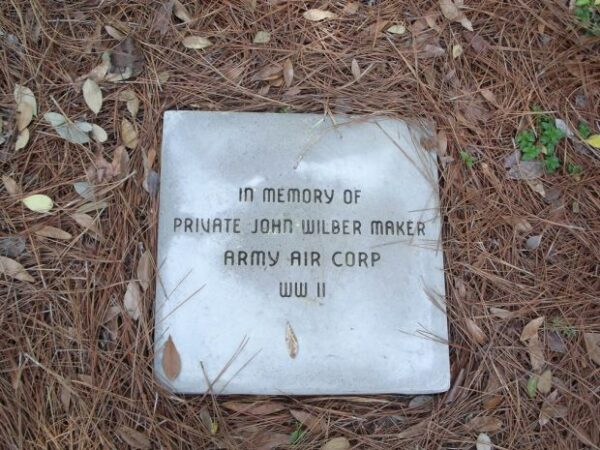 IN MEMORY OF
PRIVATE JOHN WILBER MAKER
ARMY AIR CORP
WW II